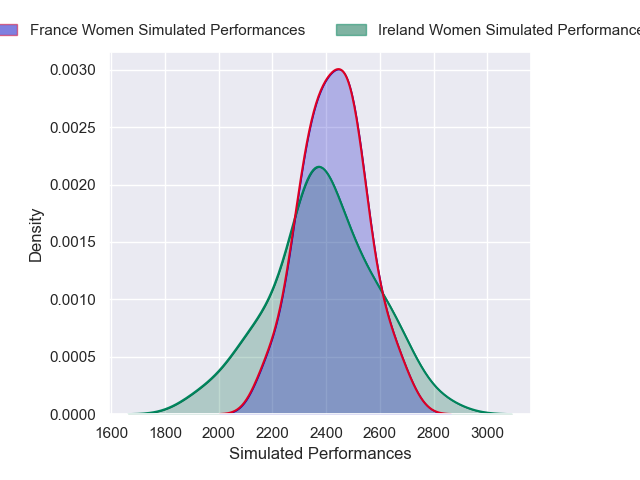 France Women Simulated Performances
Ireland Women Simulated Performance
0.0030
0.0025
0.0020
0.0015
0.0010
0.0005
0.0000
Density
1600 1800 2000 2200 2400 2600 2800 3000
Simulated Performances